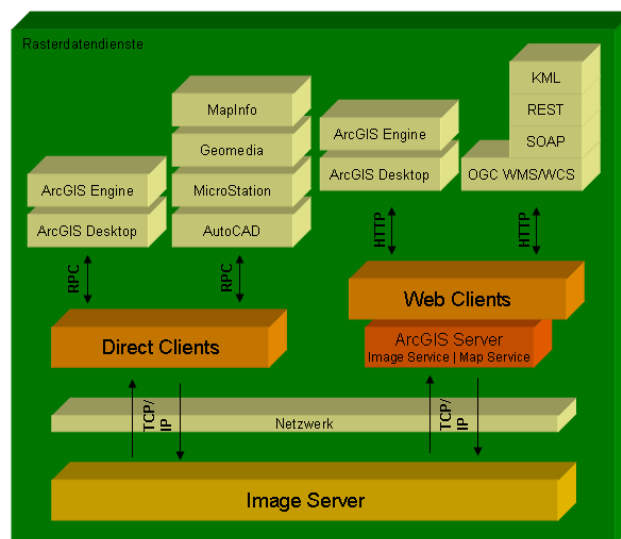 Rasterdatendienste
KML
REST
SOAP
OGC WMS/WCS
MapInfo
Geomedia
MicroStation
AutoCAD
ArcGIS Engine
ArcGIS Desktop
ArcGIS Engine
ArcGIS Desktop
RPC
RPC
HTTP
HTTP
Direct Clients
Web Clients
ArcGIS Server
Image Service | Map Service
TCP/
IP
TCP/
IP
Netzwerk
Image Server